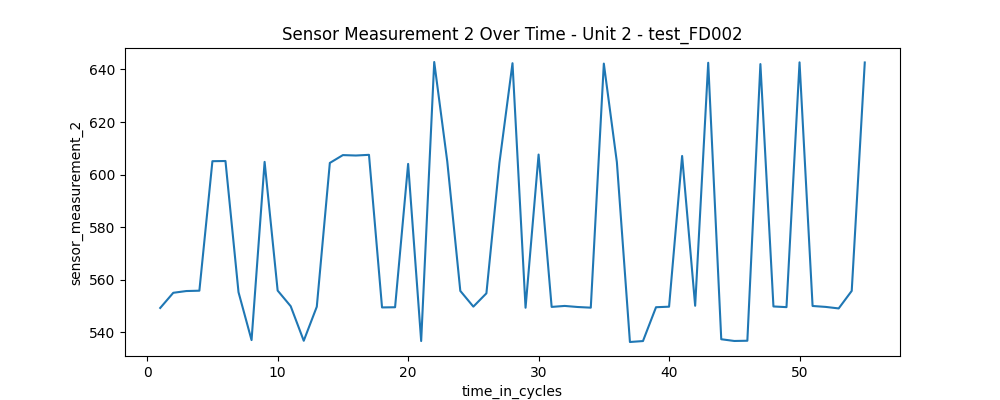 Sensor Measurement 2 Over Time - Unit 2 - test_FD002
sensor_measurement_2
640
620
600
580
560
540
0 10 20 30 40 50
time_in_cycles